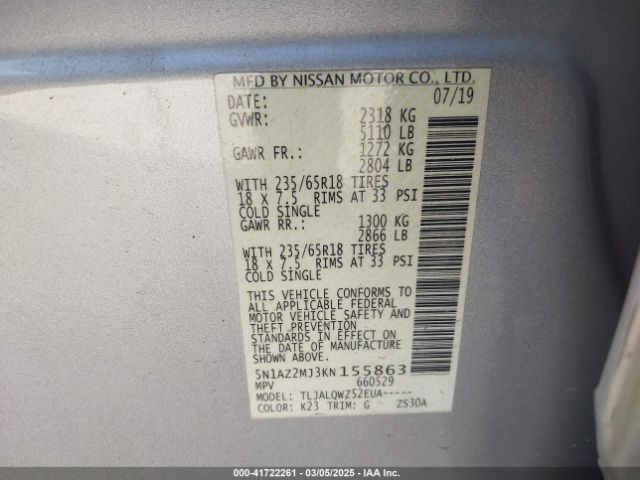 MFD BY NISSAN MOTOR CO., LTD.
DATE: 07/19
GVWR: 2318 KG
5110 LB
GAWR FR.: 1272 KG
2804 LB
WITH 235/65R18 TIRES
18 X 7.5 RIMS AT 33 PSI
COLD SINGLE
GAWR RR.: 1300 KG
2866 LB
WITH 235/65R18 TIRES
18 X 7.5 RIMS AT 33 PSI
COLD SINGLE
THIS VEHICLE CONFORMS TO
ALL APPLICABLE FEDERAL
MOTOR VEHICLE SAFETY AND
THEFT PREVENTION
STANDARDS IN EFFECT ON
THE DATE OF MANUFACTURE
SHOWN ABOVE.
5N1AZ2MJ3KN155863
MPV 660529
MODEL: TLJALQWZ52EUA-----
COLOR: K23 TRIM: G ZS30A
000-41722261 - 03/05/2025 - IAA Inc.